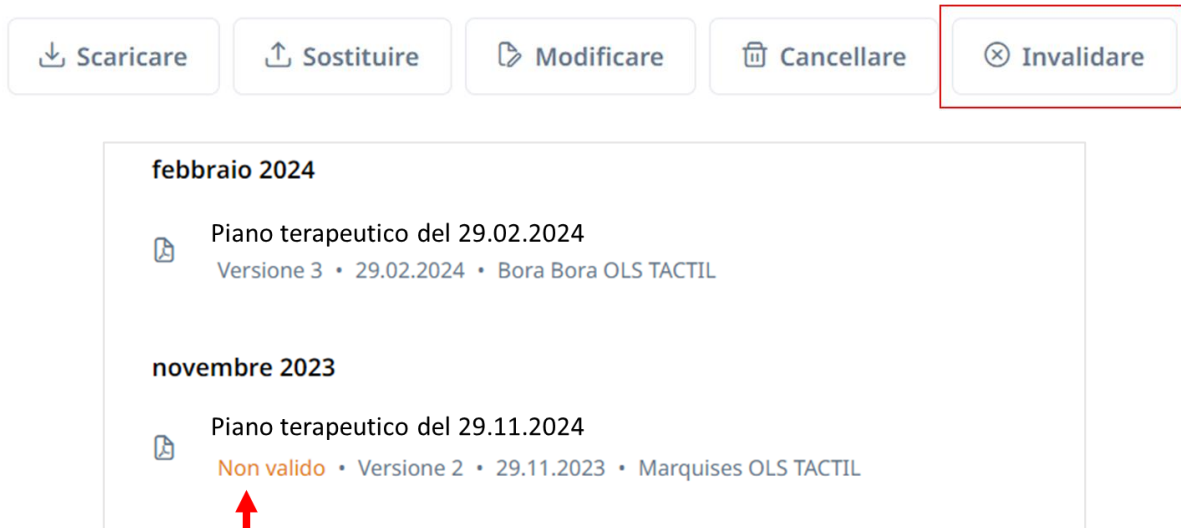 Scaricare Sostituire Modificare Cancellare Invalidare
febbraio 2024
Piano terapeutico del 29.02.2024
Versione 3 • 29.02.2024 • Bora Bora OLS TACTIL
novembre 2023
Piano terapeutico del 29.11.2024
Non valido • Versione 2 • 29.11.2023 • Marquises OLS TACTIL